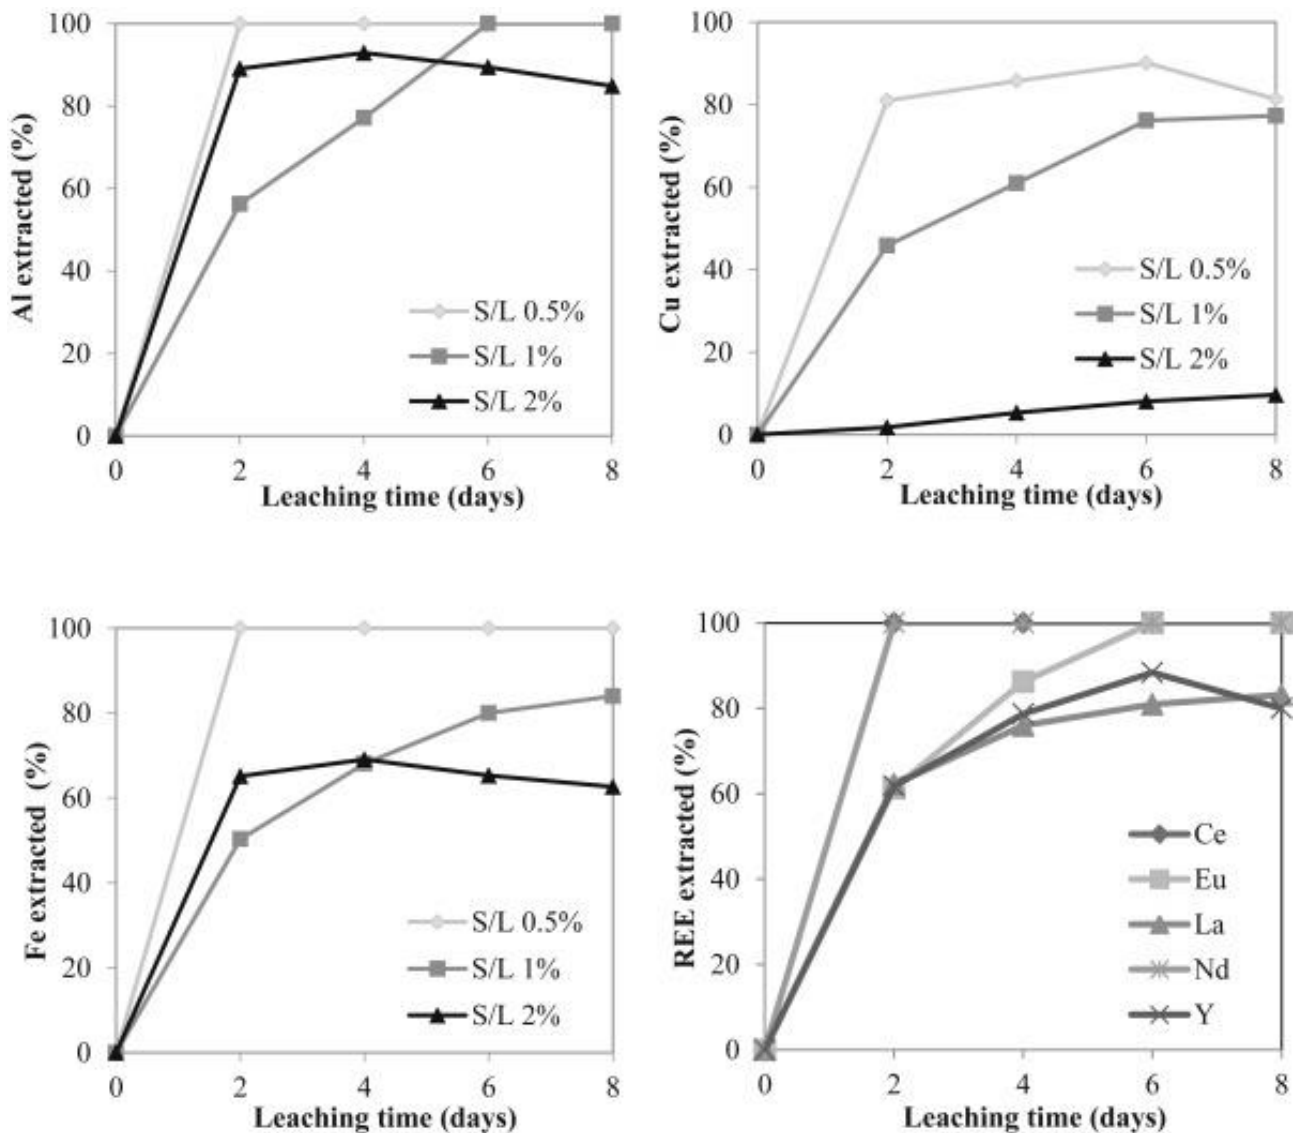 Al extracted (%)
100
80
60
40
20
0
S/L 0.5%
S/L 1%
S/L 2%
0 2 4 6 8
Leaching time (days)
Cu extracted (%)
100
80
60
40
20
0
S/L 0.5%
S/L 1%
S/L 2%
0 2 4 6 8
Leaching time (days)
Fe extracted (%)
100
80
60
40
20
0
S/L 0.5%
S/L 1%
S/L 2%
0 2 4 6 8
Leaching time (days)
REE extracted (%)
100
80
60
40
20
0
Ce
Eu
La
Nd
Y
0 2 4 6 8
Leaching time (days)